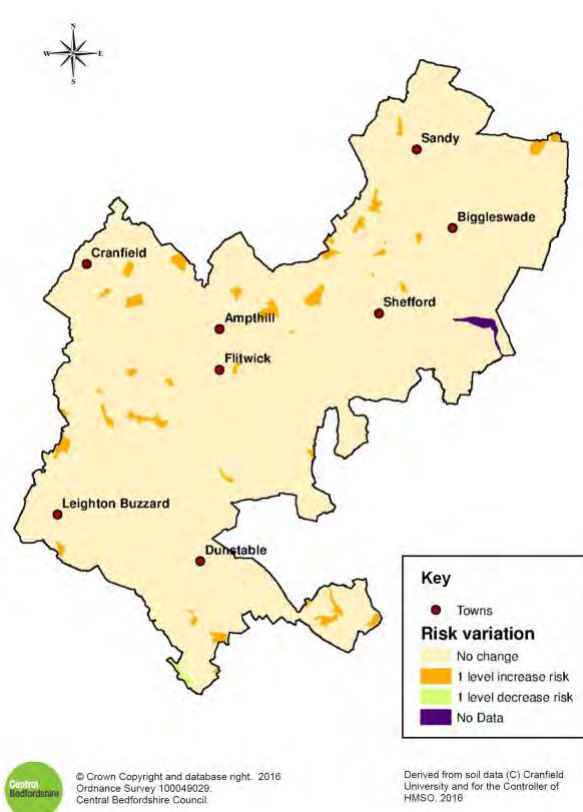 N
W E
S
Sandy
Biggleswade
Cranfield
Shefford
Ampthill
Flitwick
Leighton Buzzard
Dunstable
Key
Towns
Risk variation
No change
1 level increase risk
1 level decrease risk
No Data
Central
Bedfordshire
© Crown Copyright and database right. 2016
Ordnance Survey 100049029.
Central Bedfordshire Council.
Derived from soil data (C) Cranfield
University and for the Controller of
HMSO, 2016